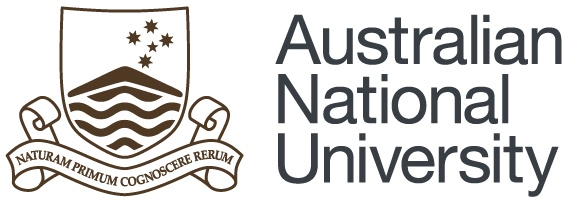 Australian
National
University
NATURAM PRIMUM COGNOSCERE RERUM